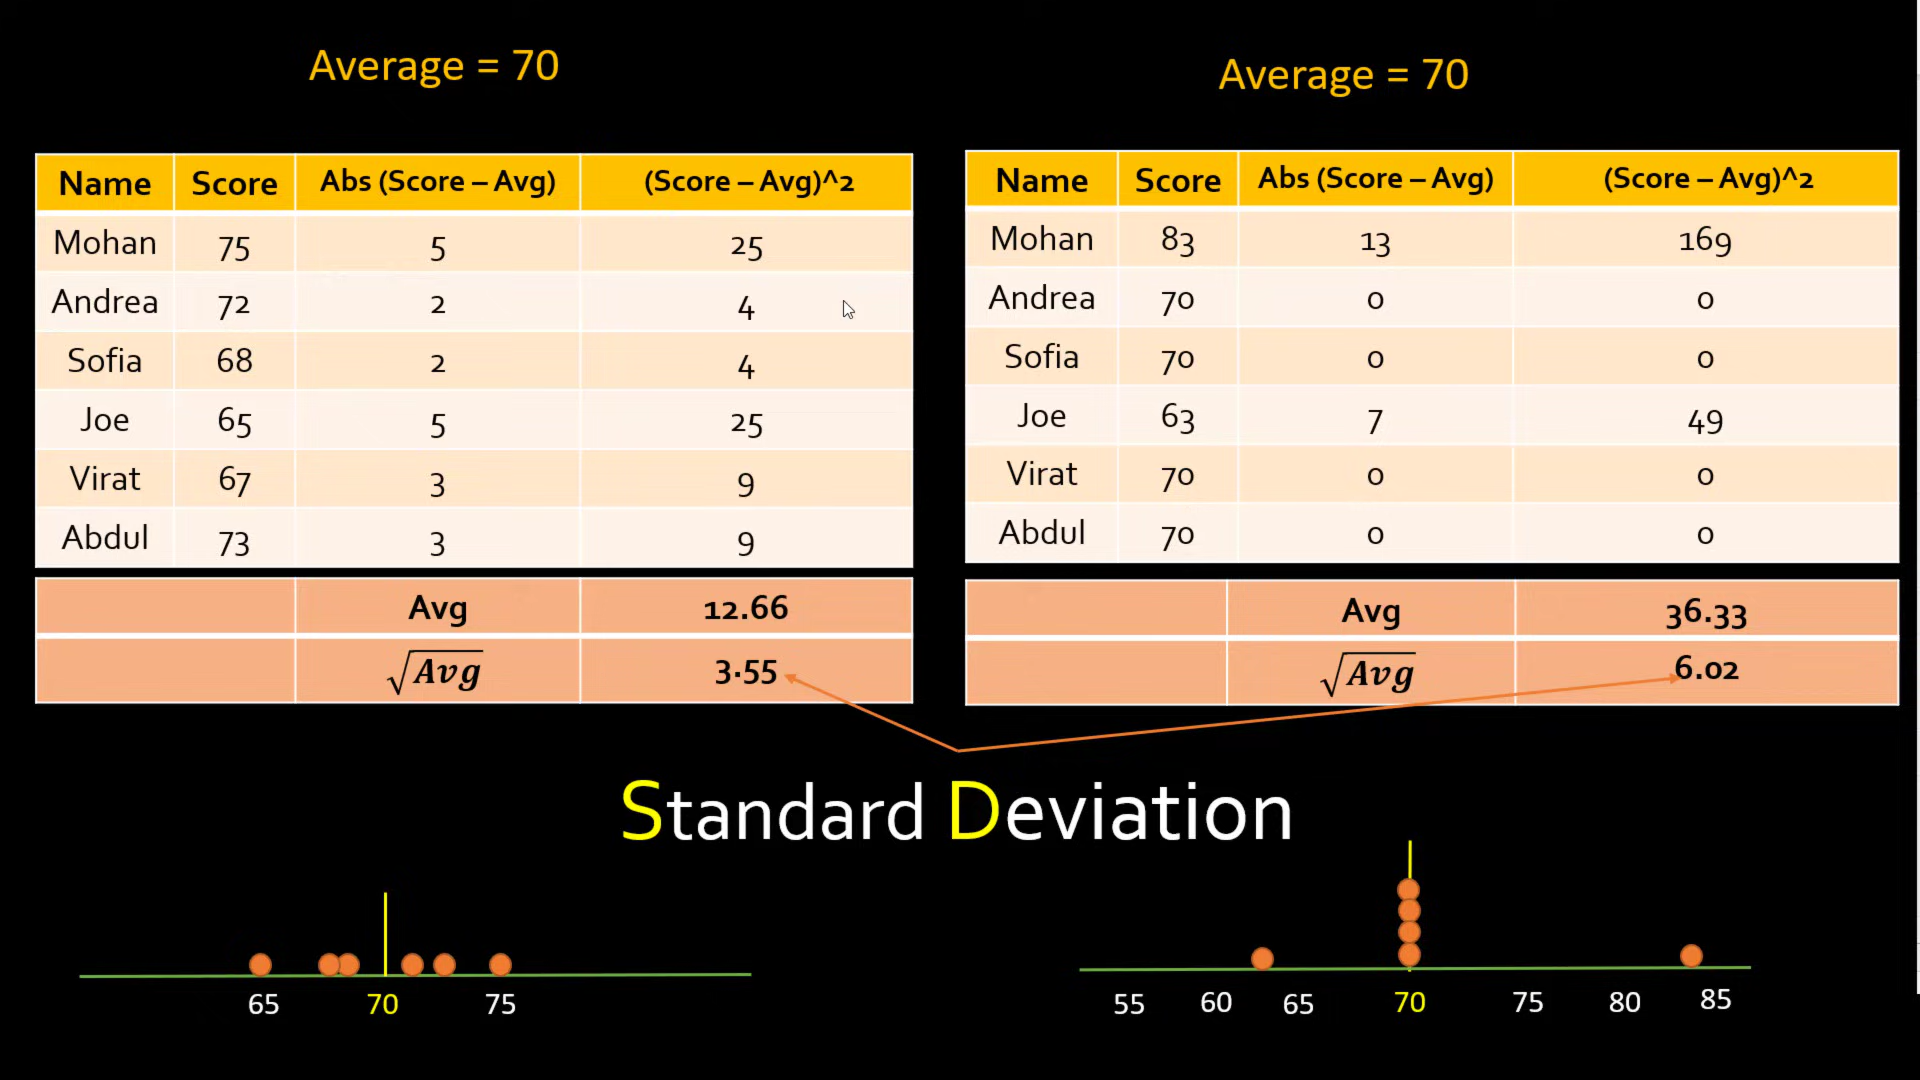 Average = 70
Name Score Abs (Score – Avg) (Score – Avg)^2
Mohan 75 5 25
Andrea 72 2 4
Sofia 68 2 4
Joe 65 5 25
Virat 67 3 9
Abdul 73 3 9
Avg 12.66
√Avg 3.55
Average = 70
Name Score Abs (Score – Avg) (Score – Avg)^2
Mohan 83 13 169
Andrea 70 0 0
Sofia 70 0 0
Joe 63 7 49
Virat 70 0 0
Abdul 70 0 0
Avg 36.33
√Avg 6.02
Standard Deviation
65 70 75
55 60 65 70 75 80 85